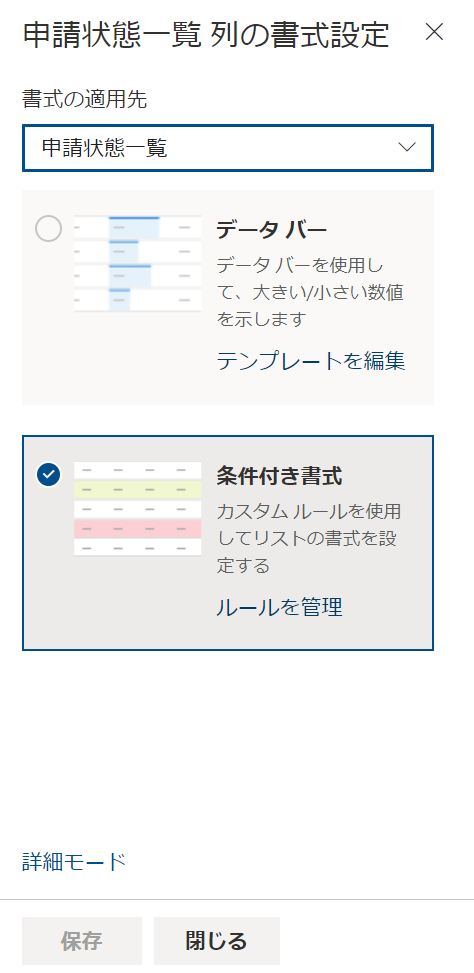 申請状態一覧 列の書式設定
書式の適用先
申請状態一覧
データ バー
データ バーを使用し
て、大きい/小さい数値
を示します
テンプレートを編集
条件付き書式
カスタム ルールを使用
してリストの書式を設
定する
ルールを管理
詳細モード
保存
閉じる